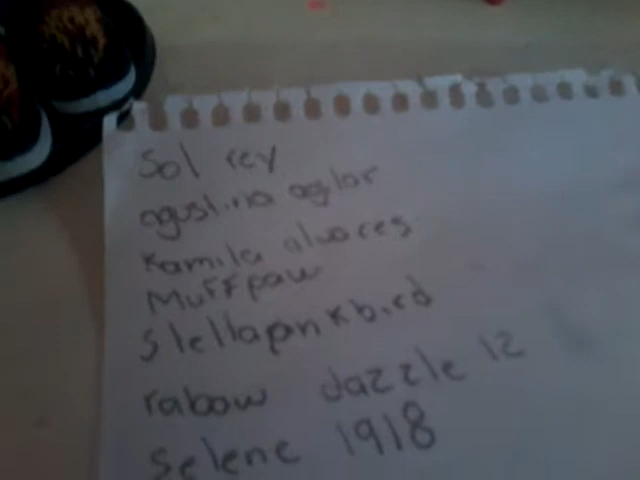 Sol rey
agustina aglar
Kamila alvares
Muffpaw
Stellapinkbird
rabow dazzle 12
Selene 1918